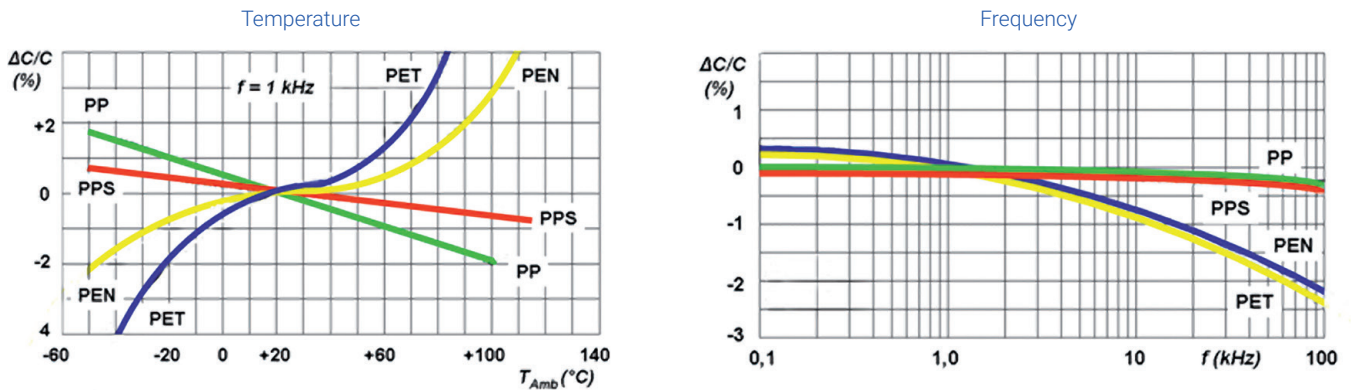 Temperature
ΔC/C
(%)
f = 1 kHz
PET
PEN
PP
+2
PPS
0
PPS
-2
PP
PEN
PET
4
-60
-20
0
+20
+60
+100
140
T_Amb (°C)
Frequency
ΔC/C
(%)
1
0
PP
-1
PPS
PEN
-2
PET
-3
0,1
1,0
10
f (kHz)
100